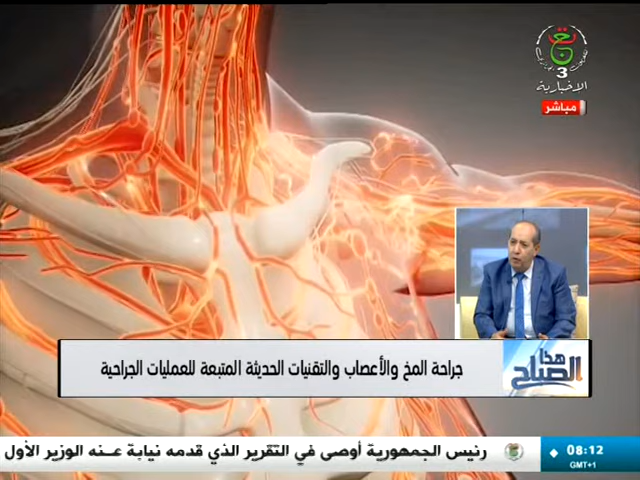 3
الإخبارية
مباشر
جراحة المخ والأعصاب والتقنيات الحديثة المتبعة للعمليات الجراحية
هذا
الصباح
رئيس الجمهورية أوصى في التقرير الذي قدمه نيابة عنه الوزير الأول
08:12
GMT+1